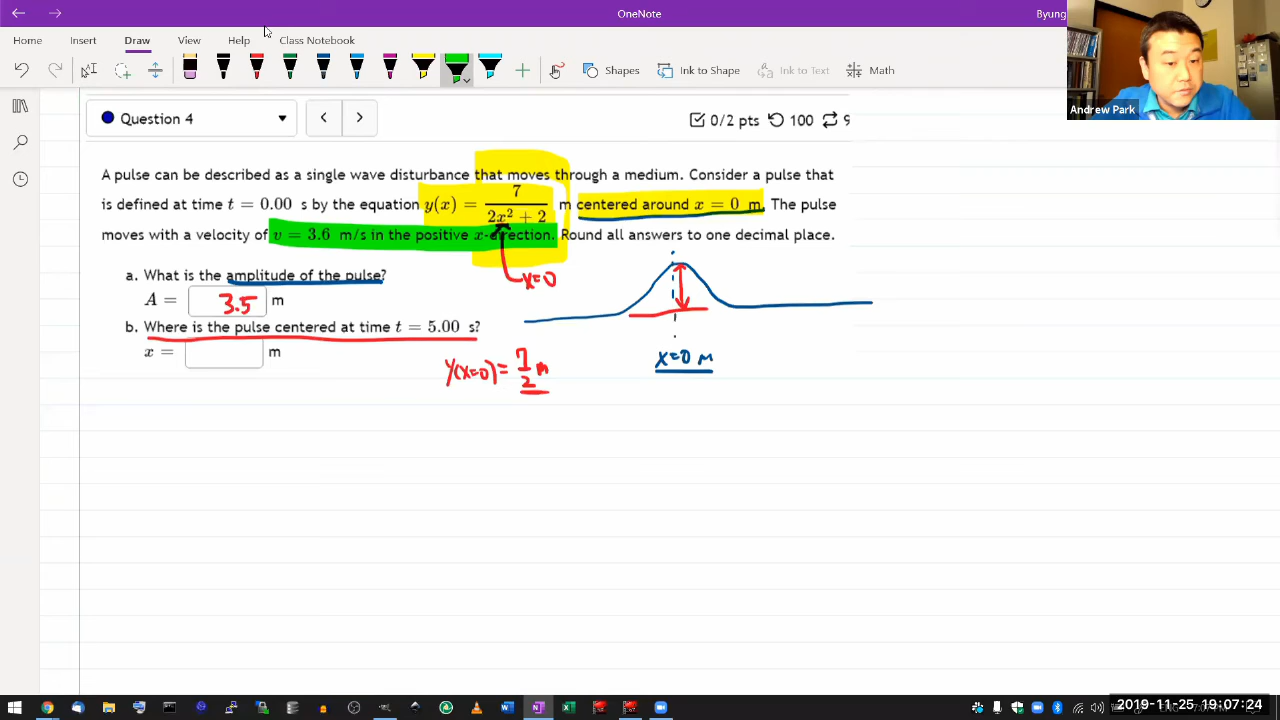 OneNote
Byung
Home Insert Draw View Help Class Notebook
Shapes Ink to Shape Ink to Text Math
Andrew Park
Question 4
0/2 pts 100 9
A pulse can be described as a single wave disturbance that moves through a medium. Consider a pulse that
is defined at time t = 0.00 s by the equation y(x) = 7 / (2x² + 2) m centered around x = 0 m. The pulse
moves with a velocity of v = 3.6 m/s in the positive x-direction. Round all answers to one decimal place.
x=0
a. What is the amplitude of the pulse?
A = 3.5 m
b. Where is the pulse centered at time t = 5.00 s?
x = m
y(x=0) = 7/2 m
x=0 m
2019-11-25 19:07:24